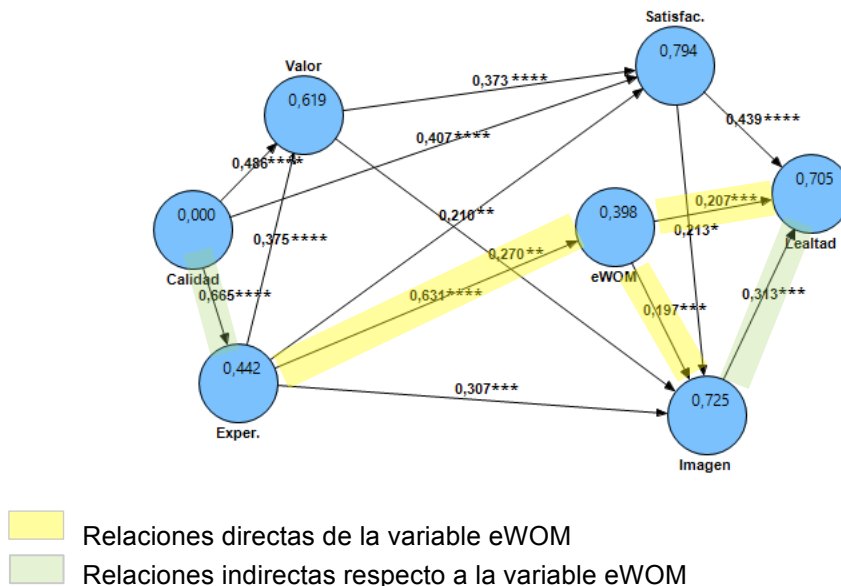 Satisfac.
0,794
Valor
0,619
0,373****
0,439****
0,407****
0,486****
0,705
0,000
0,210**
0,398
0,207***
0,375****
0,213*
Lealtad
Calidad
0,270**
eWOM
0,665****
0,631****
0,197***
0,313***
0,442
0,307***
0,725
Exper.
Imagen
Relaciones directas de la variable eWOM
Relaciones indirectas respecto a la variable eWOM